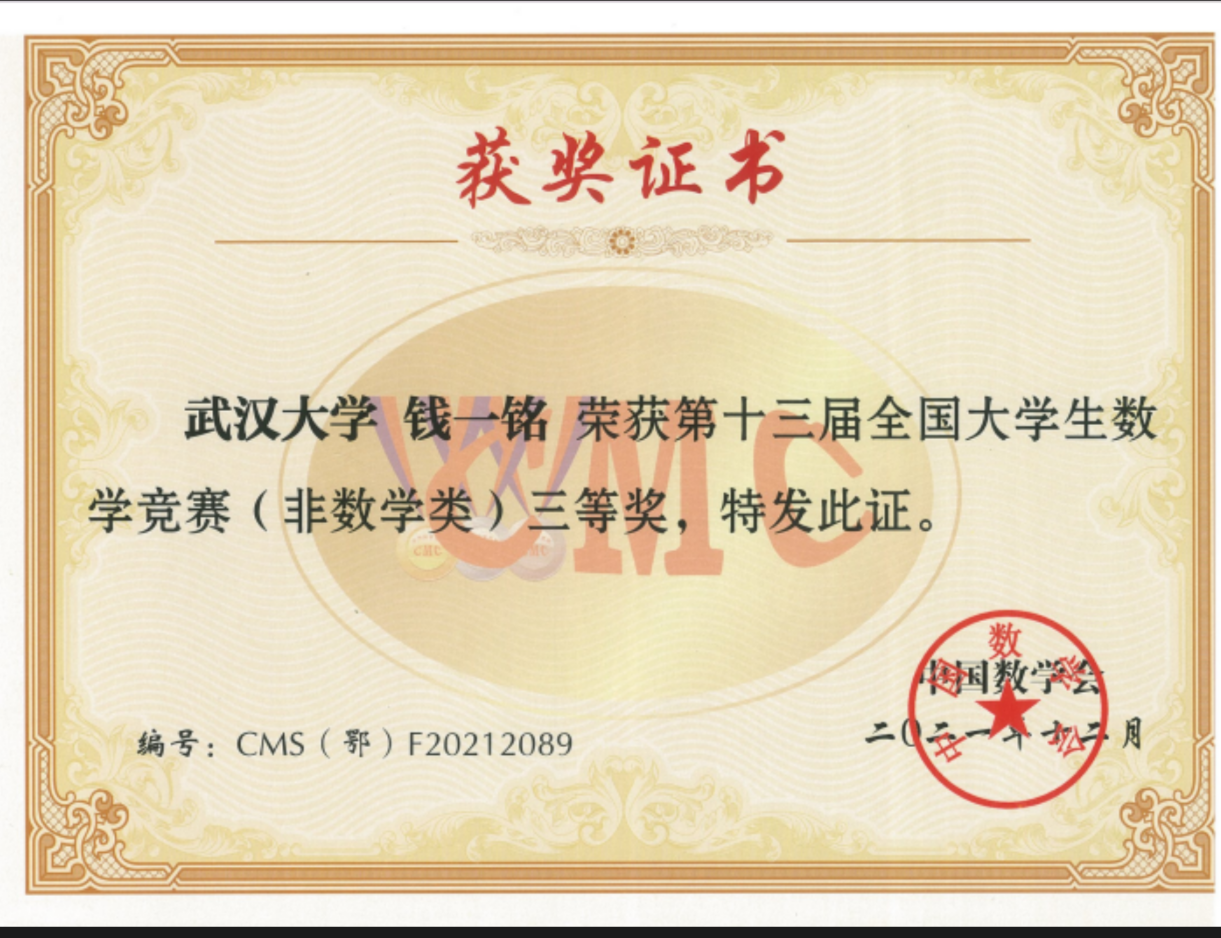 获奖证书
武汉大学 钱一铭 荣获第十三届全国大学生数
学竞赛（非数学类）三等奖，特发此证。
CMC
CMC
CMC
中国数学会
中国数学会
编号：CMS（鄂）F20212089
二〇二一年十二月